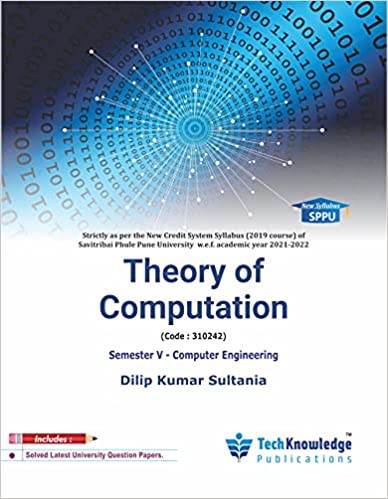 New Syllabus
SPPU
Strictly as per the New Credit System Syllabus (2019 course) of
Savitribai Phule Pune University w.e.f. academic year 2021-2022
Theory of
Computation
(Code : 310242)
Semester V - Computer Engineering
Dilip Kumar Sultania
Includes :
Solved Latest University Question Papers.
TechKnowledge™
Publications